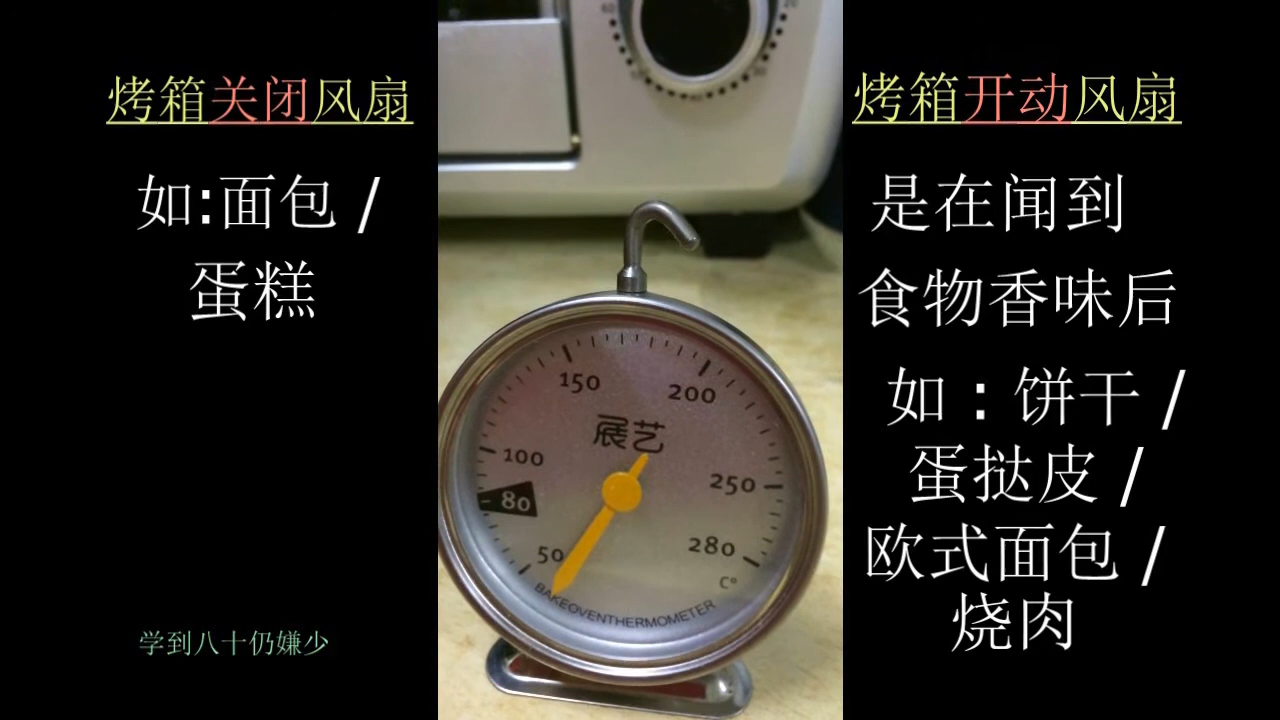 烤箱关闭风扇
如:面包 /
蛋糕
学到八十仍嫌少
150
200
展艺
100
250
80
50
280
C°
BAKEOVENTHERMOMETER
烤箱开动风扇
是在闻到
食物香味后
如：饼干 /
蛋挞皮 /
欧式面包 /
烧肉